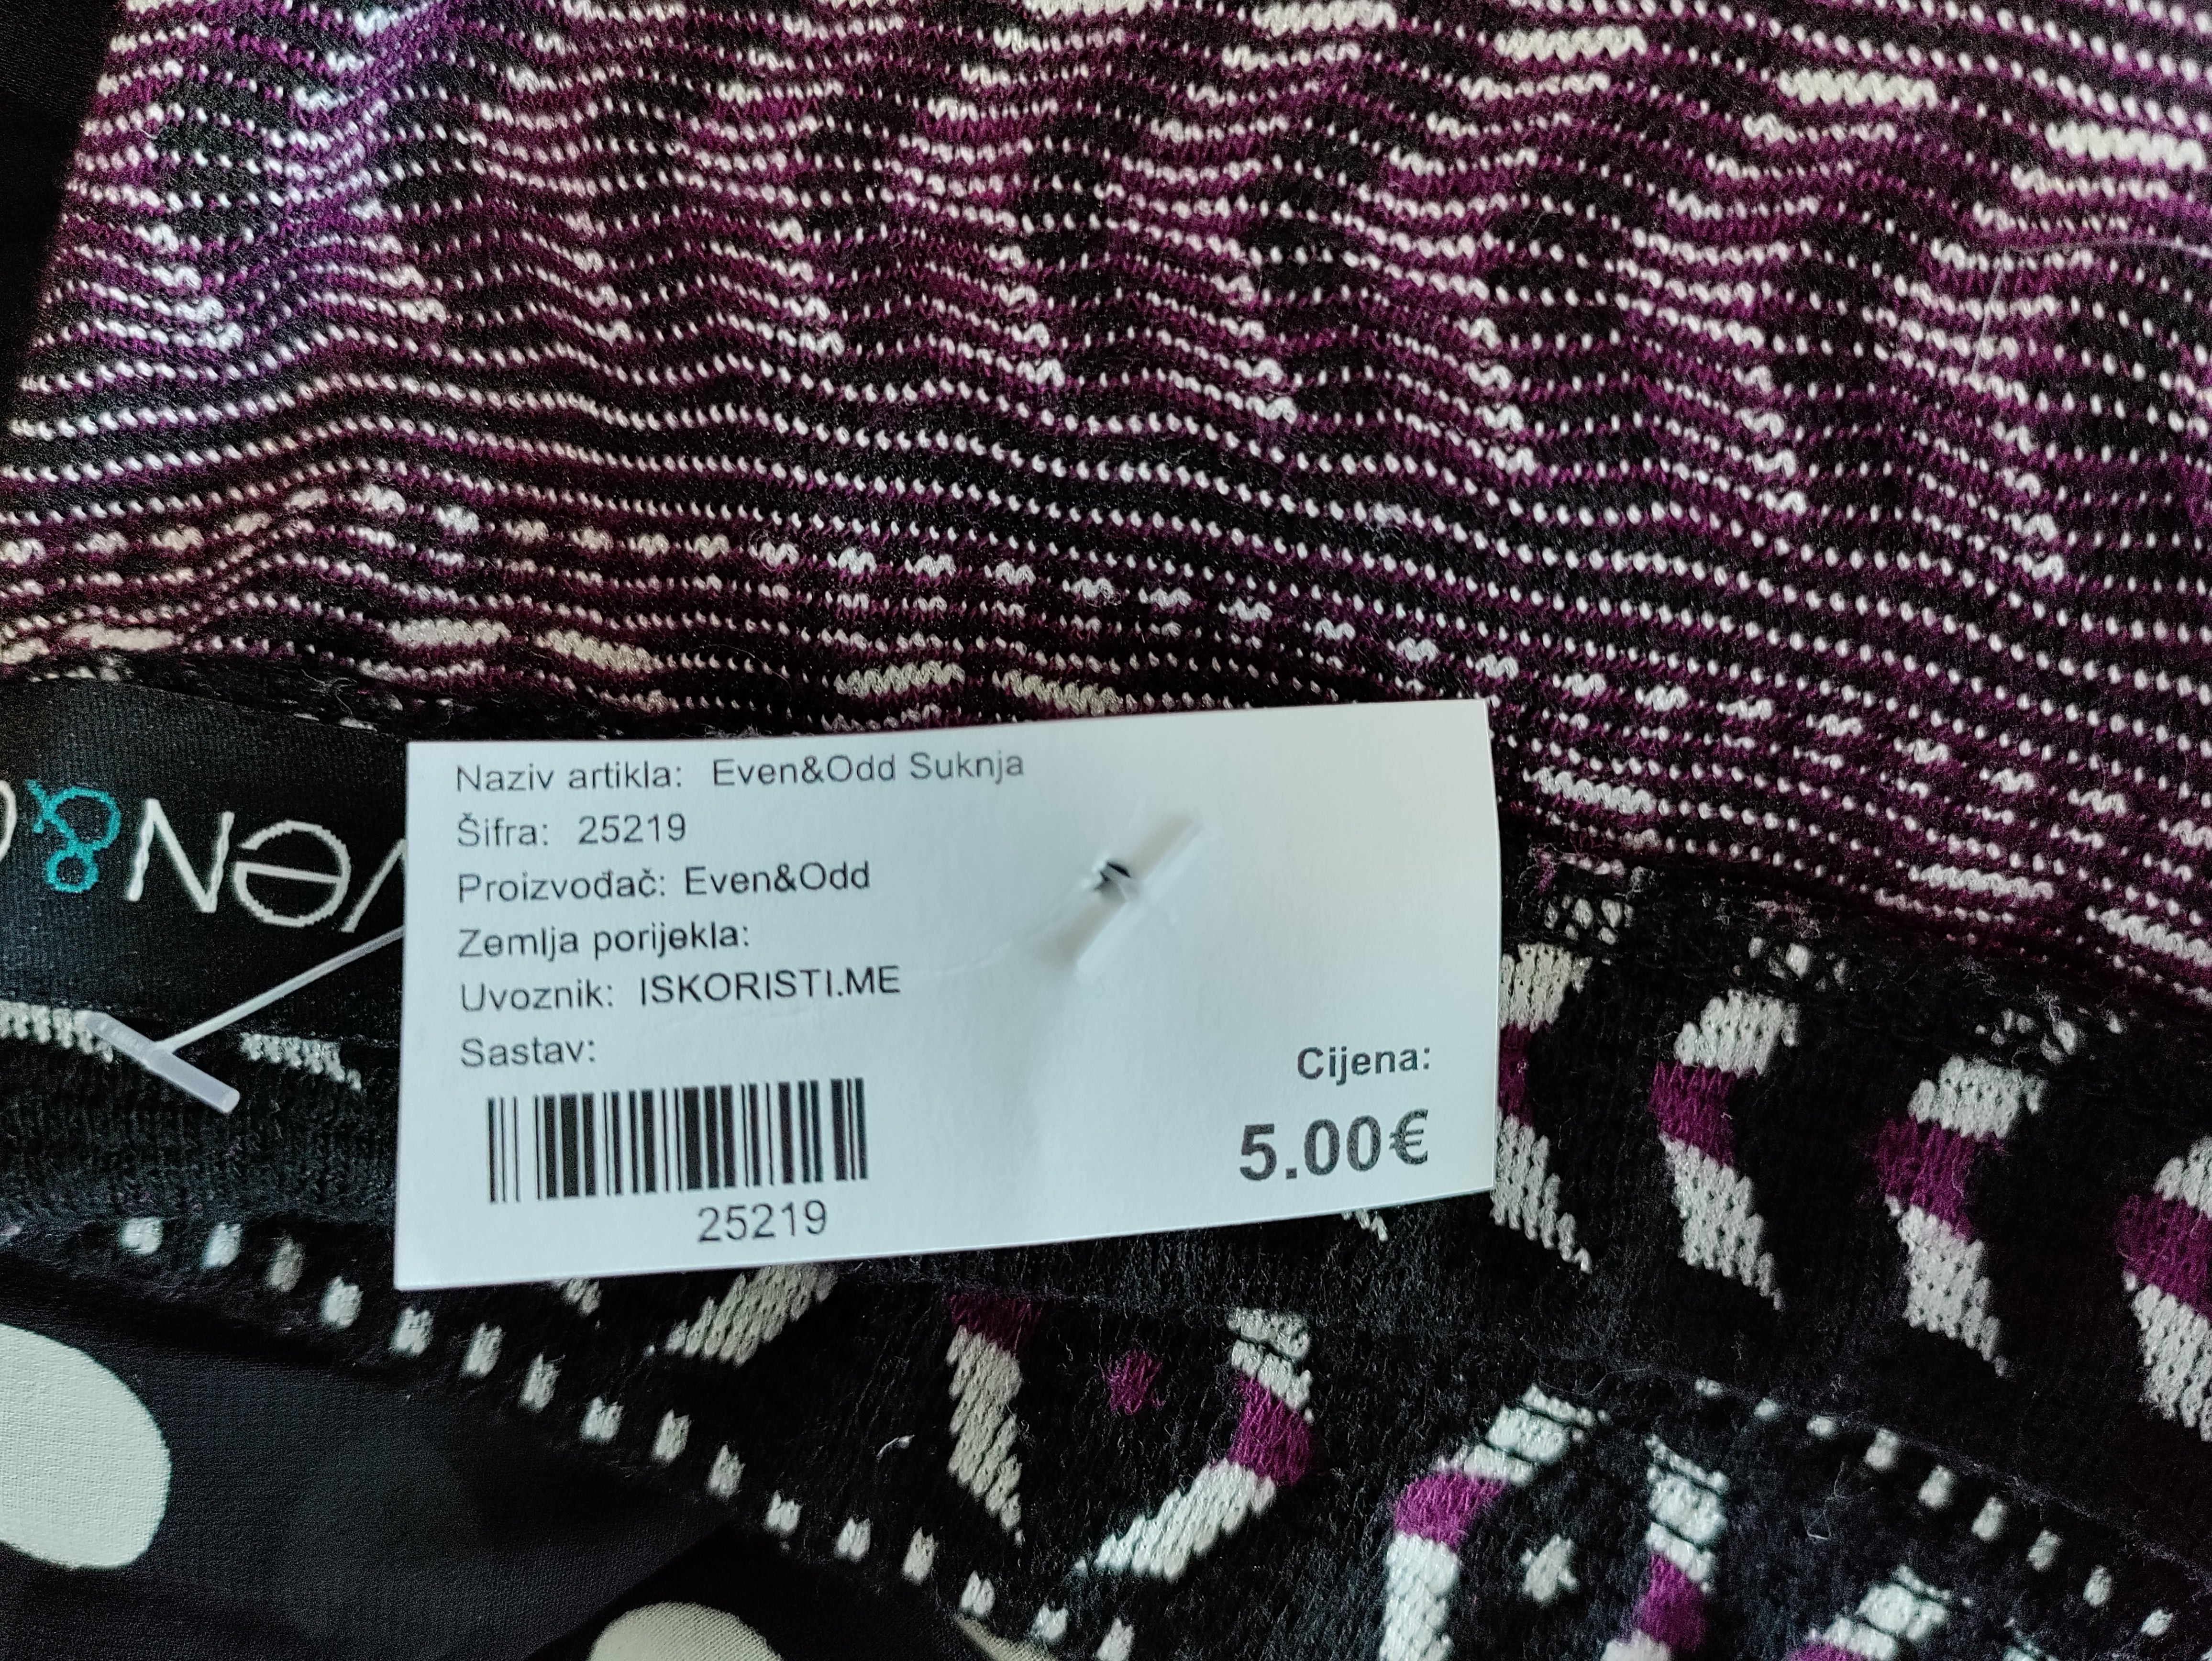 Naziv artikla: Even&Odd Suknja
Šifra: 25219
Proizvođač: Even&Odd
Zemlja porijekla:
Uvoznik: ISKORISTI.ME
Sastav:
Cijena:
5.00€
25219